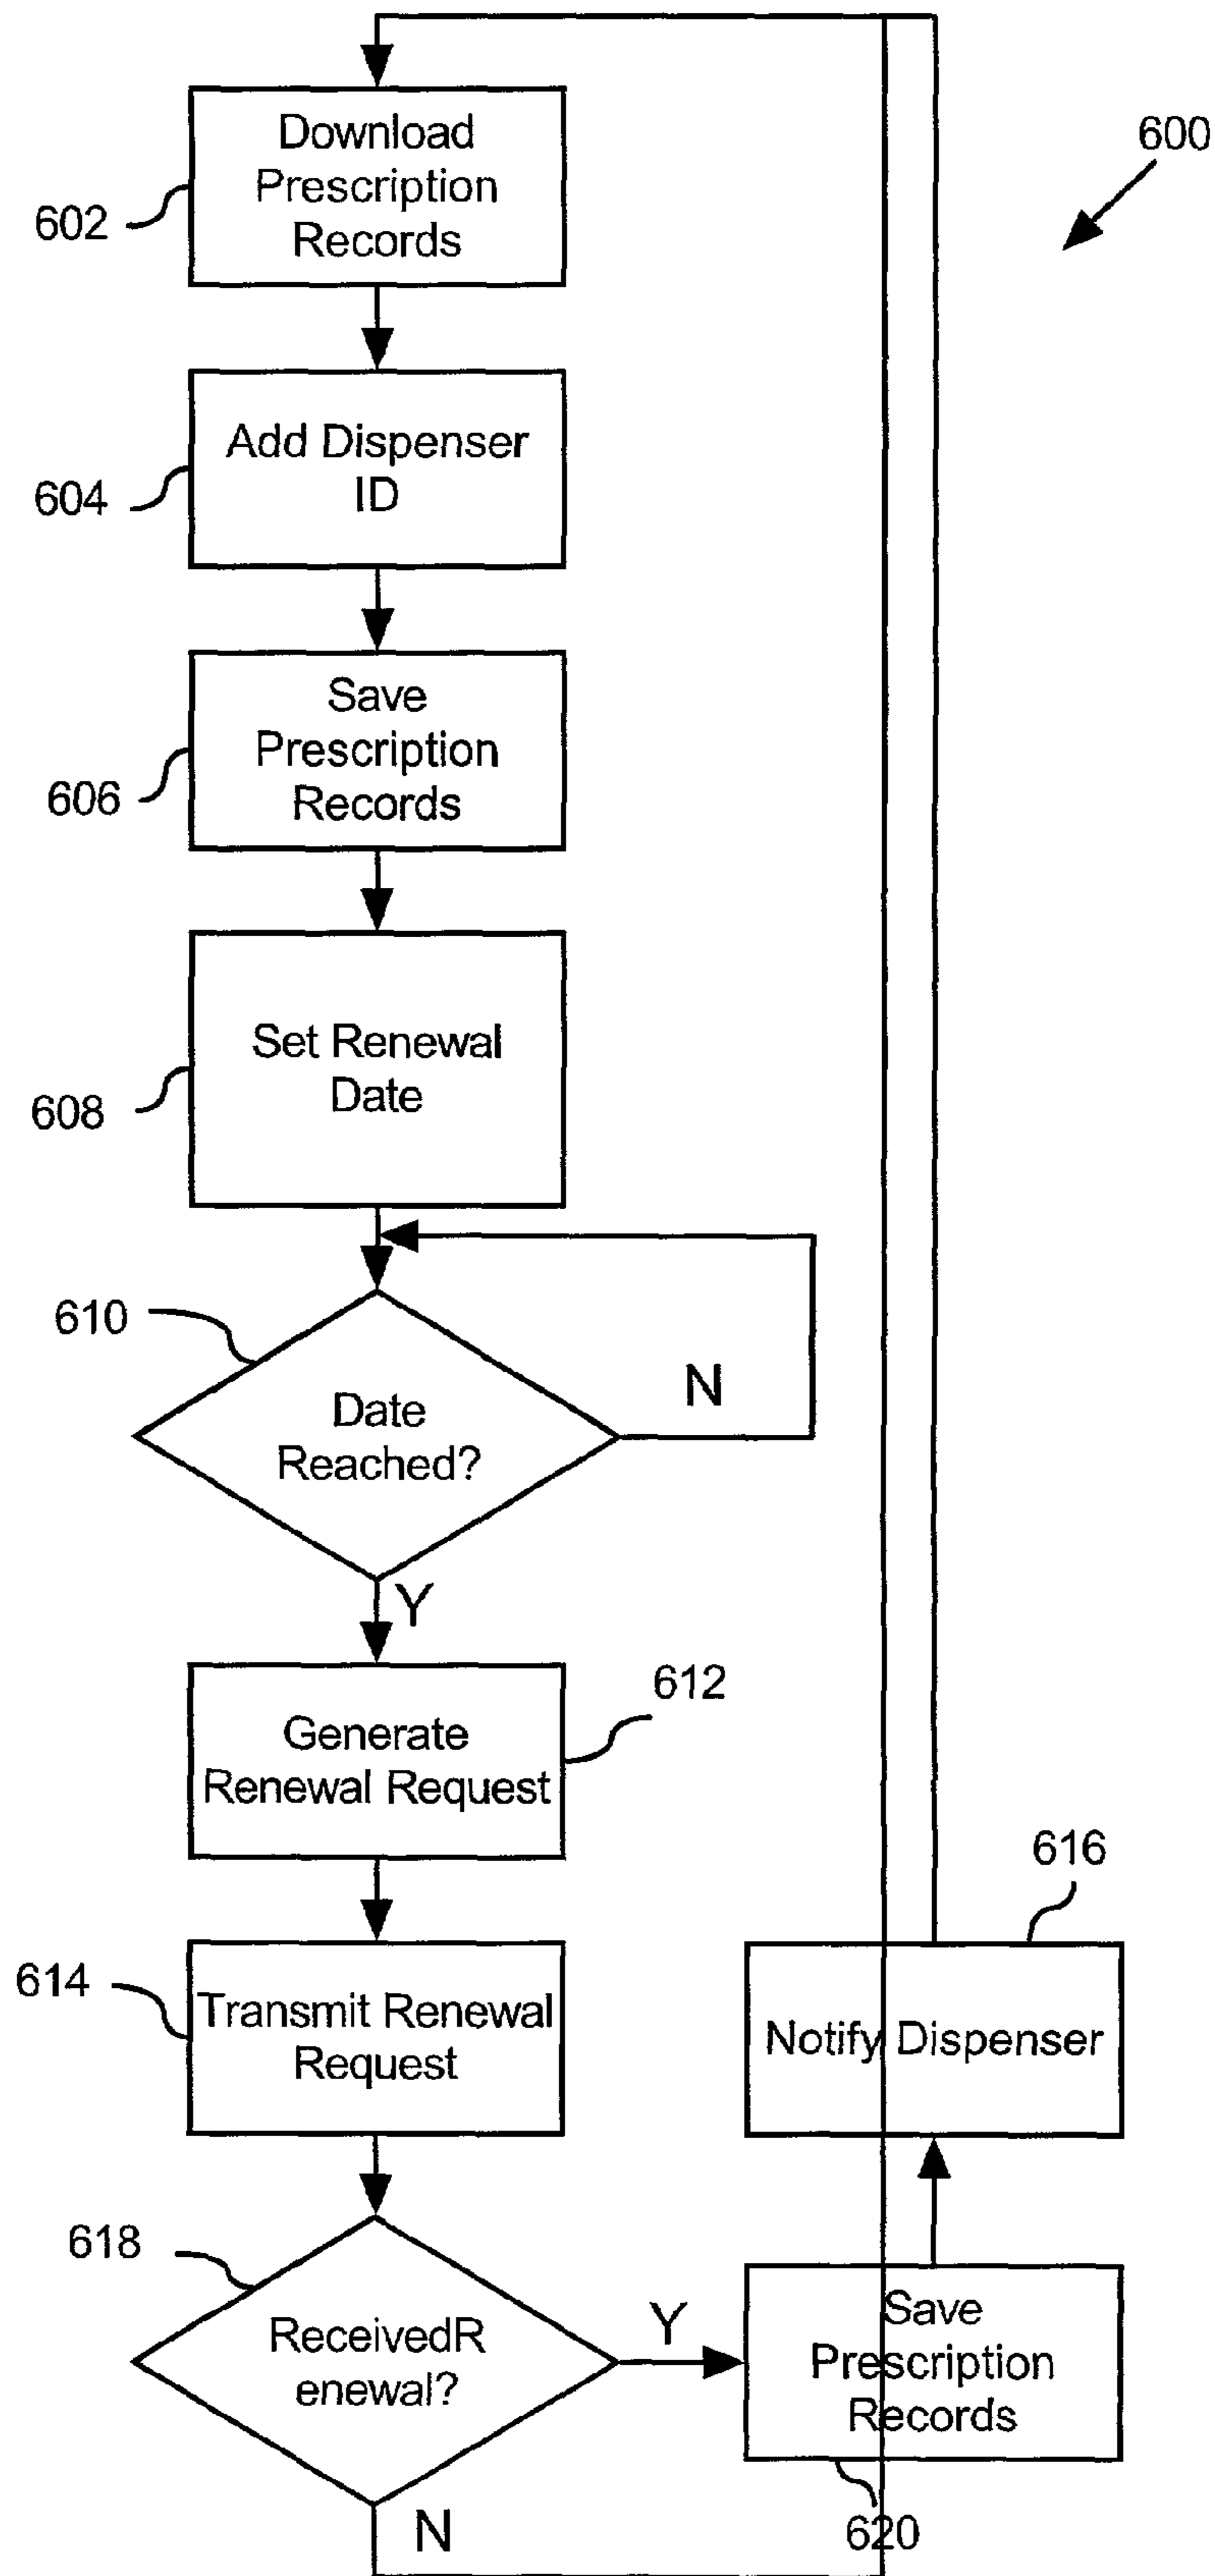 600
Download
Prescription
Records
602
Add Dispenser
ID
604
Save
Prescription
Records
606
Set Renewal
Date
608
610
Date
Reached?
N
Y
612
Generate
Renewal Request
614
Transmit Renewal
Request
616
Notify Dispenser
618
ReceivedR
enewal?
Y
N
Save
Prescription
Records
620